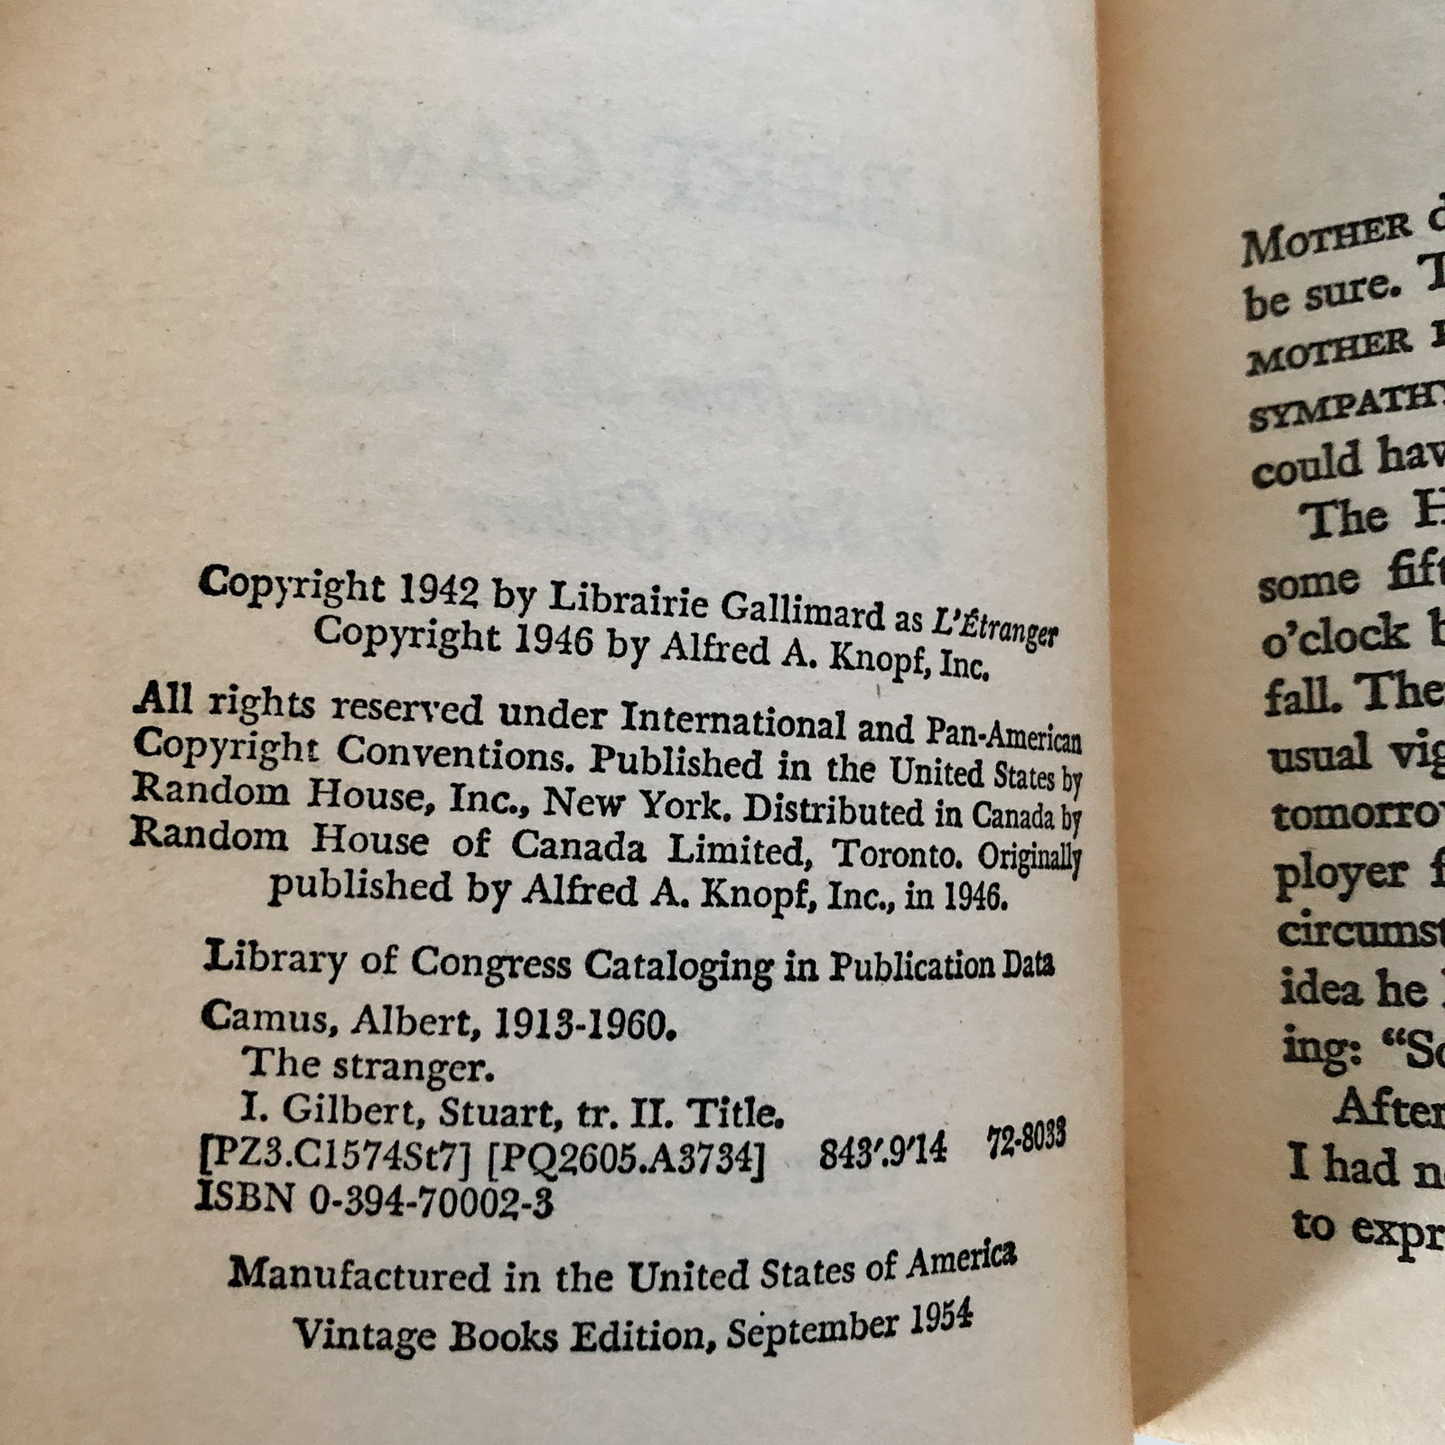 Copyright 1942 by Librairie Gallimard as L'Étranger
Copyright 1946 by Alfred A. Knopf, Inc.
All rights reserved under International and Pan-American
Copyright Conventions. Published in the United States by
Random House, Inc., New York. Distributed in Canada by
Random House of Canada Limited, Toronto. Originally
published by Alfred A. Knopf, Inc., in 1946.
Library of Congress Cataloging in Publication Data
Camus, Albert, 1913-1960.
The stranger.
I. Gilbert, Stuart, tr. II. Title.
[PZ3.C1574St7] [PQ2605.A3734] 843'.9'14 72-8033
ISBN 0-394-70002-3
Manufactured in the United States of America
Vintage Books Edition, September 1954
MOTHER
be sure.
MOTHER
SYMPATHY
could
The
some
o'clock
fall.
usual
ployer
idea he
ing:
After
I had
to